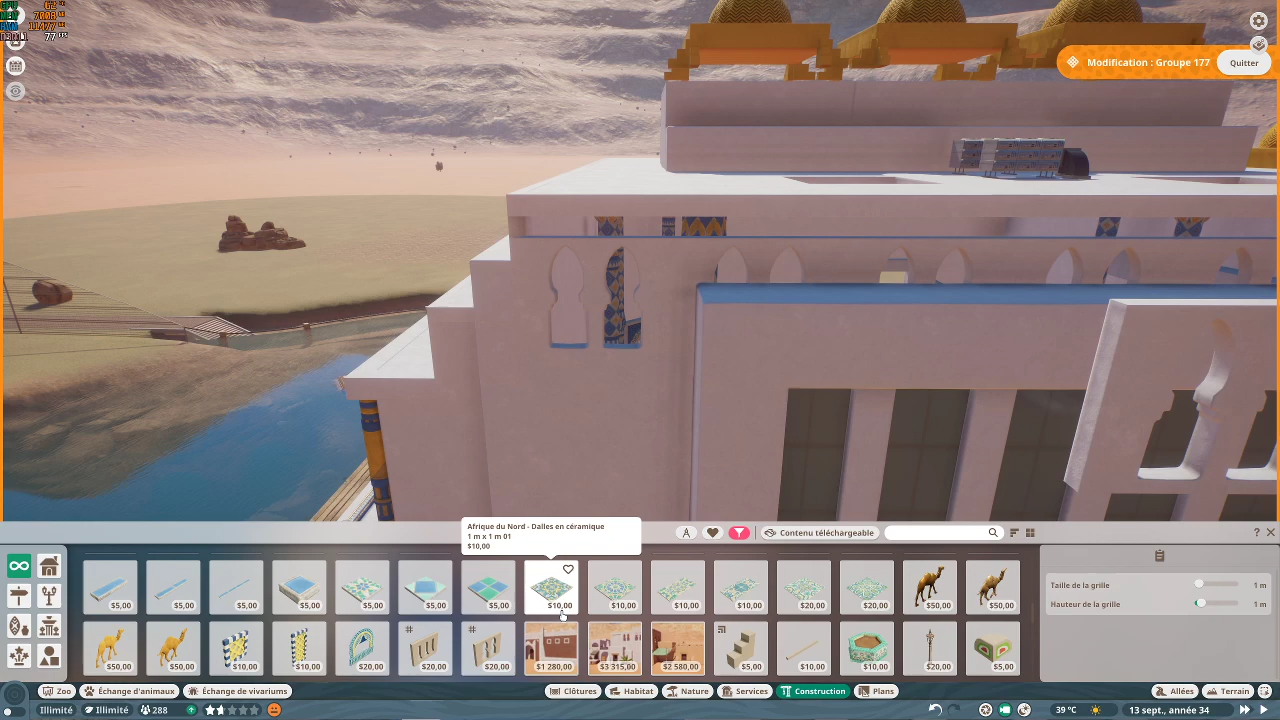 77 FPS
Modification : Groupe 177
Quitter
Afrique du Nord - Dalles en céramique
1 m x 1 m 01
$10,00
Contenu téléchargeable
$5,00 $5,00 $5,00 $5,00 $5,00 $5,00 $5,00 $10,00 $10,00 $10,00 $10,00 $20,00 $20,00 $50,00 $50,00
Taille de la grille 1 m
Hauteur de la grille 1 m
$50,00 $50,00 $10,00 $10,00 $20,00 $20,00 $20,00 $1 280,00 $3 315,00 $2 580,00 $5,00 $10,00 $10,00 $20,00 $5,00
Zoo Échange d'animaux Échange de vivariums Clôtures Habitat Nature Services Construction Plans Allées Terrain
Illimité Illimité 288 39 °C 13 sept., année 34